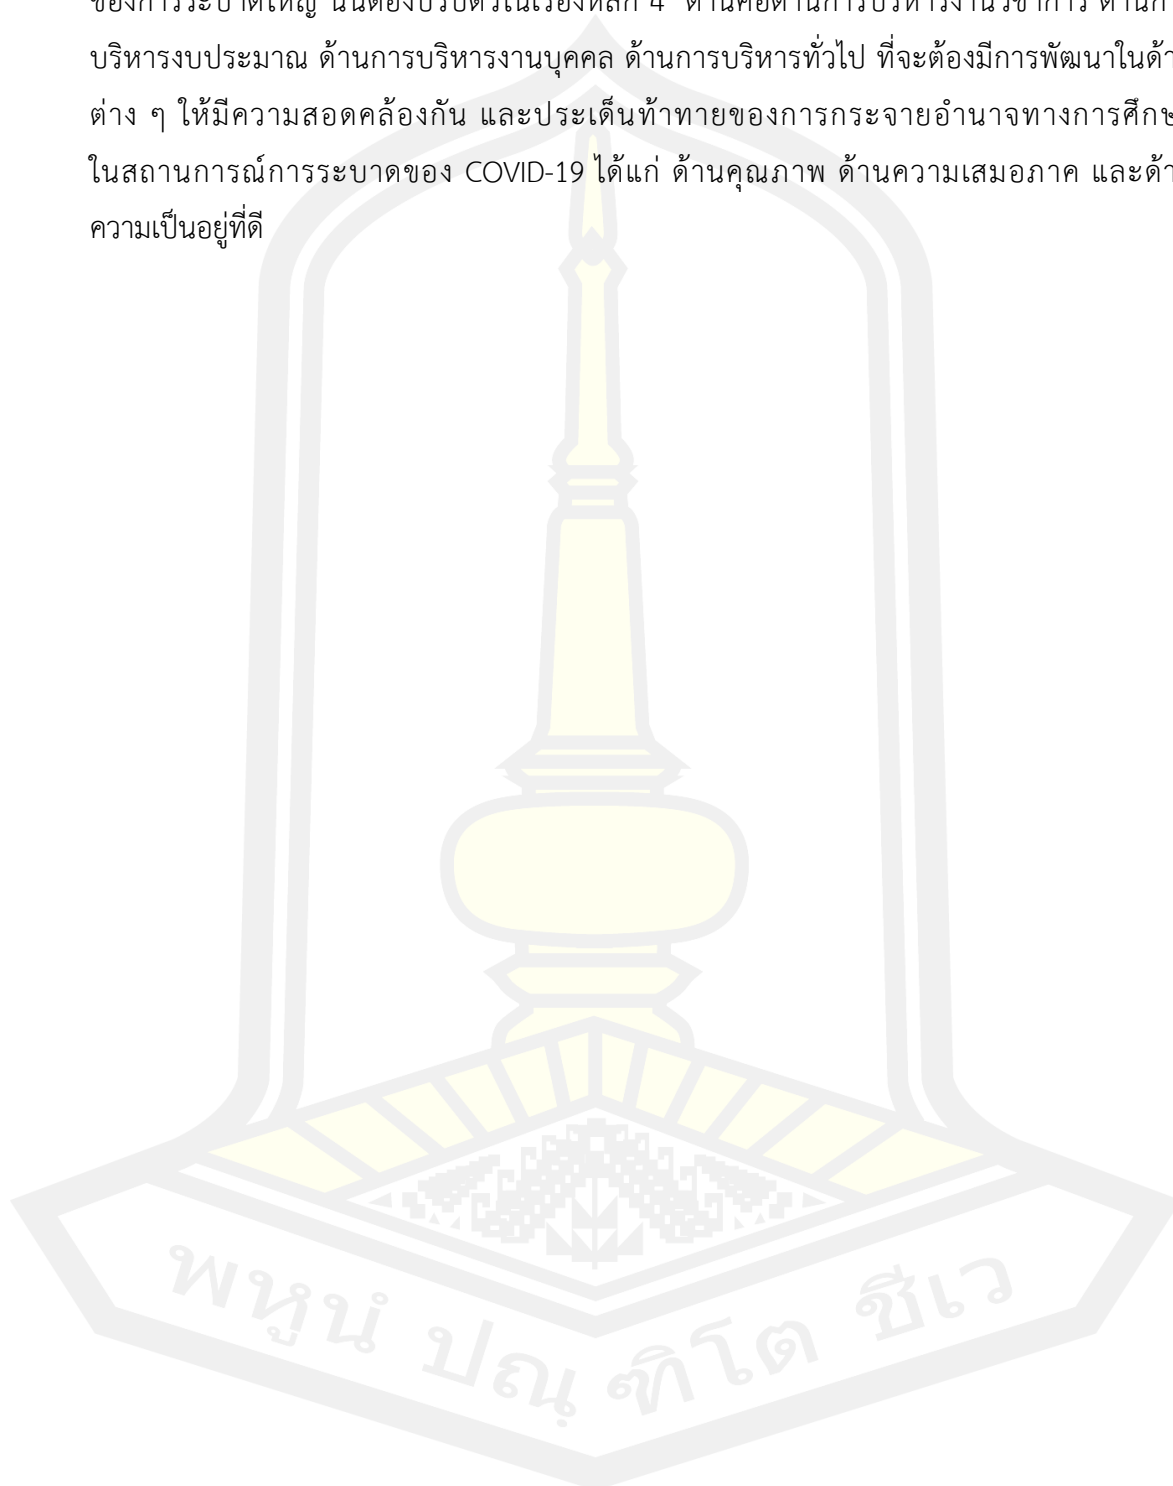 ของการระบาดใหญ่ นั้นต้องปรับตัวในเรื่องหลัก 4 ด้านคือด้านการบริหารงานวิชาการ ด้านก
บริหารงบประมาณ ด้านการบริหารงานบุคคล ด้านการบริหารทั่วไป ที่จะต้องมีการพัฒนาในด้า
ต่าง ๆ ให้มีความสอดคล้องกัน และประเด็นท้าทายของการกระจายอำนาจทางการศึกษ
ในสถานการณ์การระบาดของ COVID-19 ได้แก่ ด้านคุณภาพ ด้านความเสมอภาค และด้า
ความเป็นอยู่ที่ดี
พหูนํ ปณฺฑิโต ชีเว